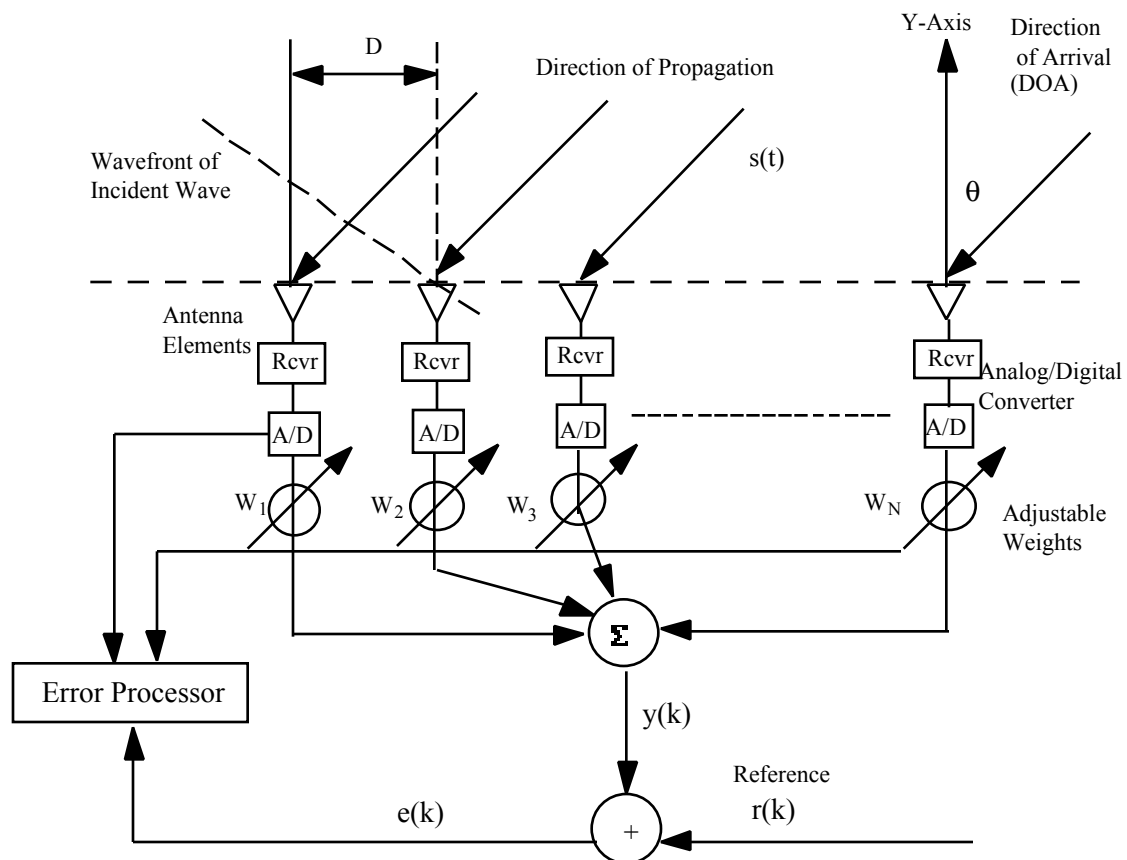 Y-Axis
Direction
of Arrival
(DOA)
D
Direction of Propagation
Wavefront of
Incident Wave
s(t)
θ
Antenna
Elements
Rcvr
Rcvr
Rcvr
Rcvr
Analog/Digital
Converter
A/D
A/D
A/D
A/D
W1
W2
W3
WN
Adjustable
Weights
Σ
Error Processor
y(k)
Reference
e(k)
r(k)
+